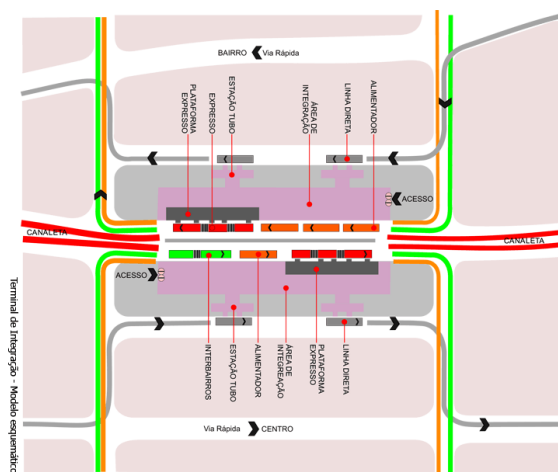 BAIRRO Via Rápida
PLATAFORMA
EXPRESSO
EXPRESSO
ESTAÇÃO TUBO
ÁREA DE
INTEGRAÇÃO
LINHA DIRETA
ALIMENTADOR
ACESSO
CANALETA
CANALETA
ACESSO
INTERBAIRROS
ESTAÇÃO TUBO
ALIMENTADOR
ÁREA DE
INTEGREAÇÃO
PLATAFORMA
EXPRESSO
LINHA DIRETA
Via Rápida CENTRO
Terminal de Integração - Modelo esquemático